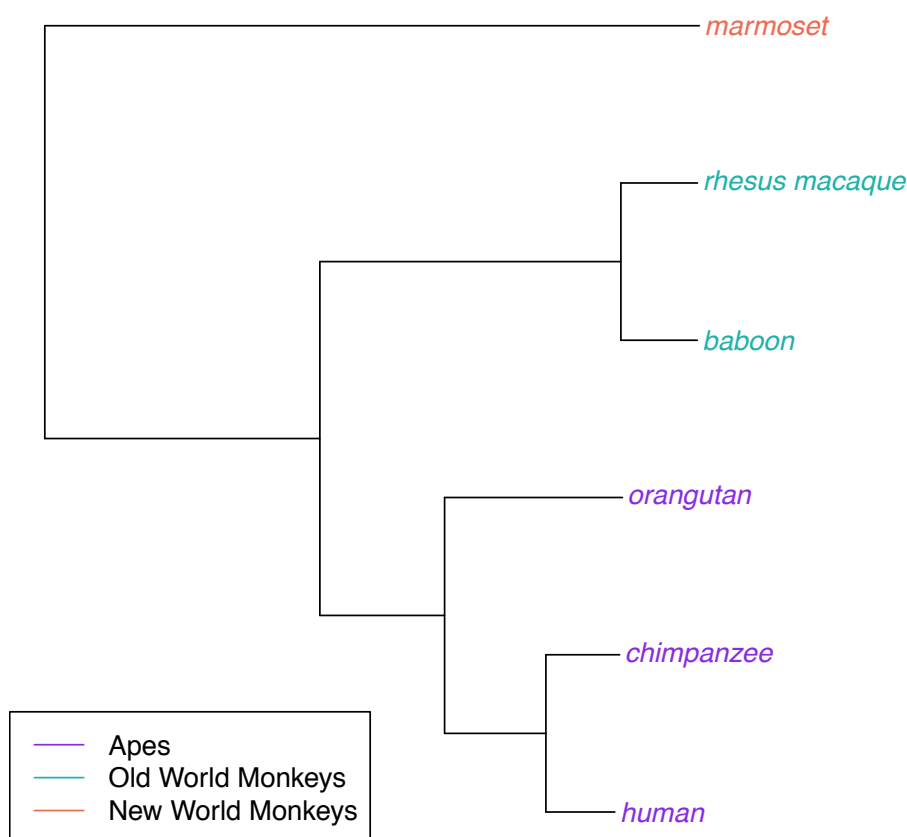 marmoset
rhesus macaque
baboon
orangutan
chimpanzee
human
Apes
Old World Monkeys
New World Monkeys